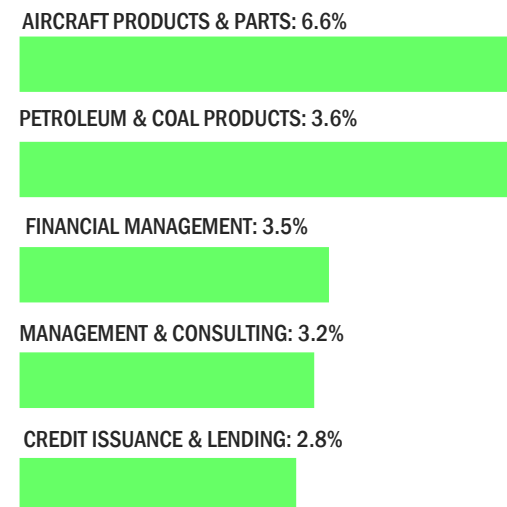 AIRCRAFT PRODUCTS & PARTS: 6.6%
PETROLEUM & COAL PRODUCTS: 3.6%
FINANCIAL MANAGEMENT: 3.5%
MANAGEMENT & CONSULTING: 3.2%
CREDIT ISSUANCE & LENDING: 2.8%